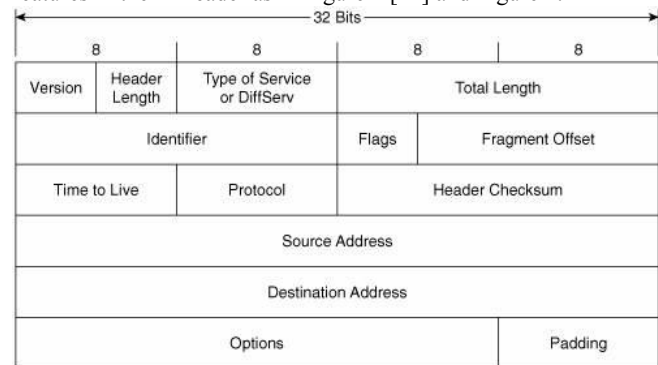 32 Bits
8 8 8 8
Version Header Length Type of Service or DiffServ Total Length
Identifier Flags Fragment Offset
Time to Live Protocol Header Checksum
Source Address
Destination Address
Options Padding